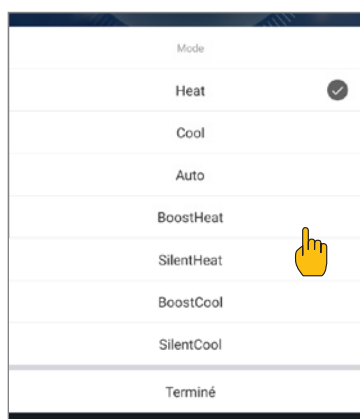 Mode
Heat
Cool
Auto
BoostHeat
SilentHeat
BoostCool
SilentCool
Terminé